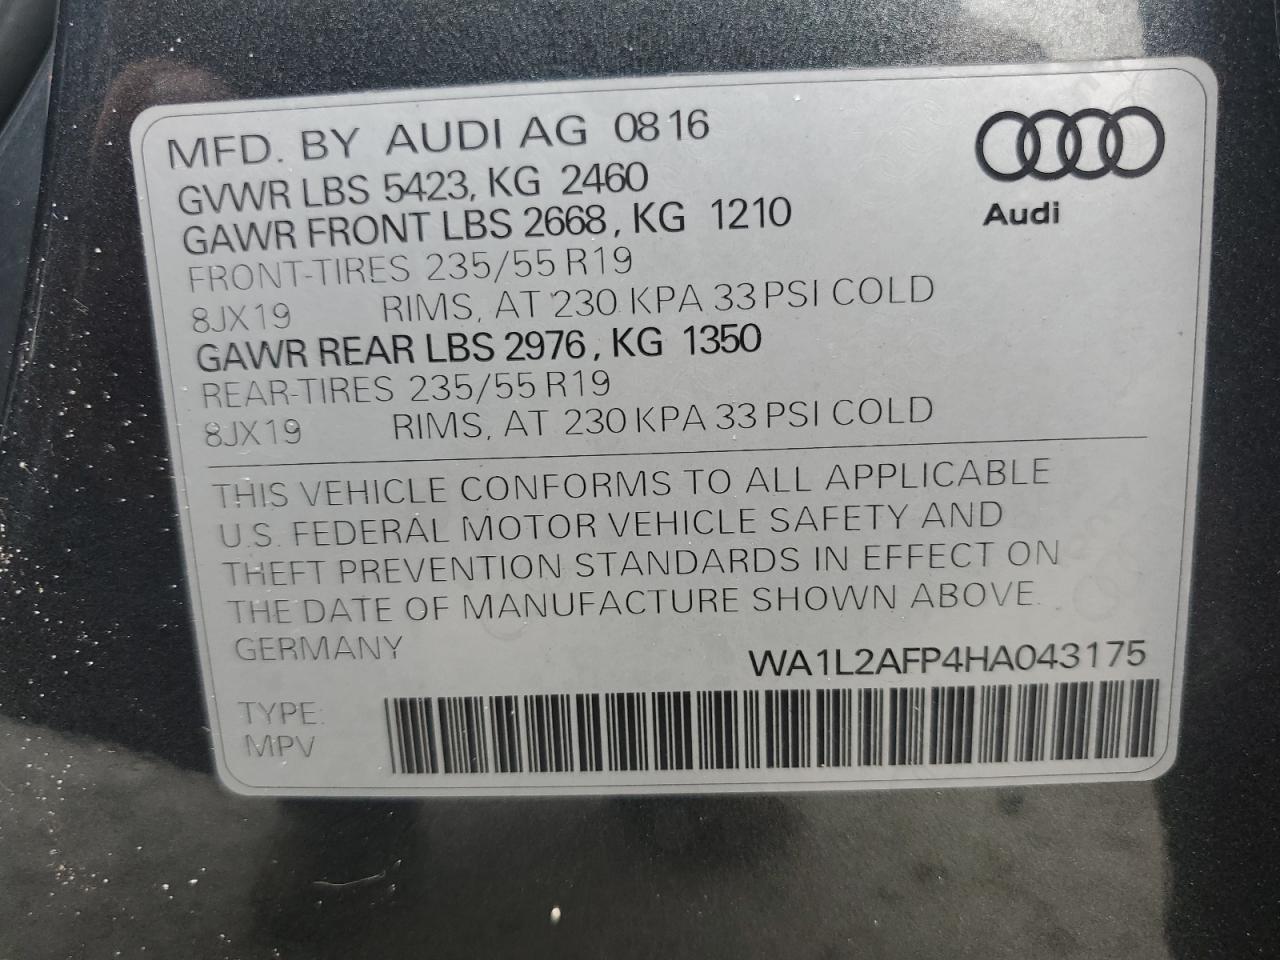 MFD. BY AUDI AG 08 16
GVWR LBS 5423, KG 2460
GAWR FRONT LBS 2668, KG 1210
FRONT-TIRES 235/55 R19
8JX19 RIMS, AT 230 KPA 33 PSI COLD
GAWR REAR LBS 2976, KG 1350
REAR-TIRES 235/55 R19
8JX19 RIMS, AT 230 KPA 33 PSI COLD
Audi
THIS VEHICLE CONFORMS TO ALL APPLICABLE
U.S. FEDERAL MOTOR VEHICLE SAFETY AND
THEFT PREVENTION STANDARDS IN EFFECT ON
THE DATE OF MANUFACTURE SHOWN ABOVE.
GERMANY
WA1L2AFP4HA043175
TYPE:
MPV